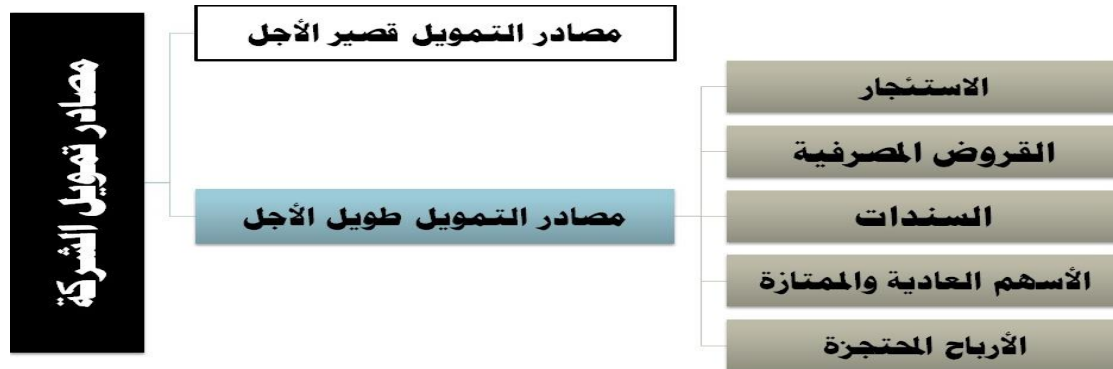 مصادر تمويل الشركة
مصادر التمويل قصير الأجل
مصادر التمويل طويل الأجل
الاستئجار
القروض المصرفية
السندات
الأسهم العادية والممتازة
الأرباح المحتجزة